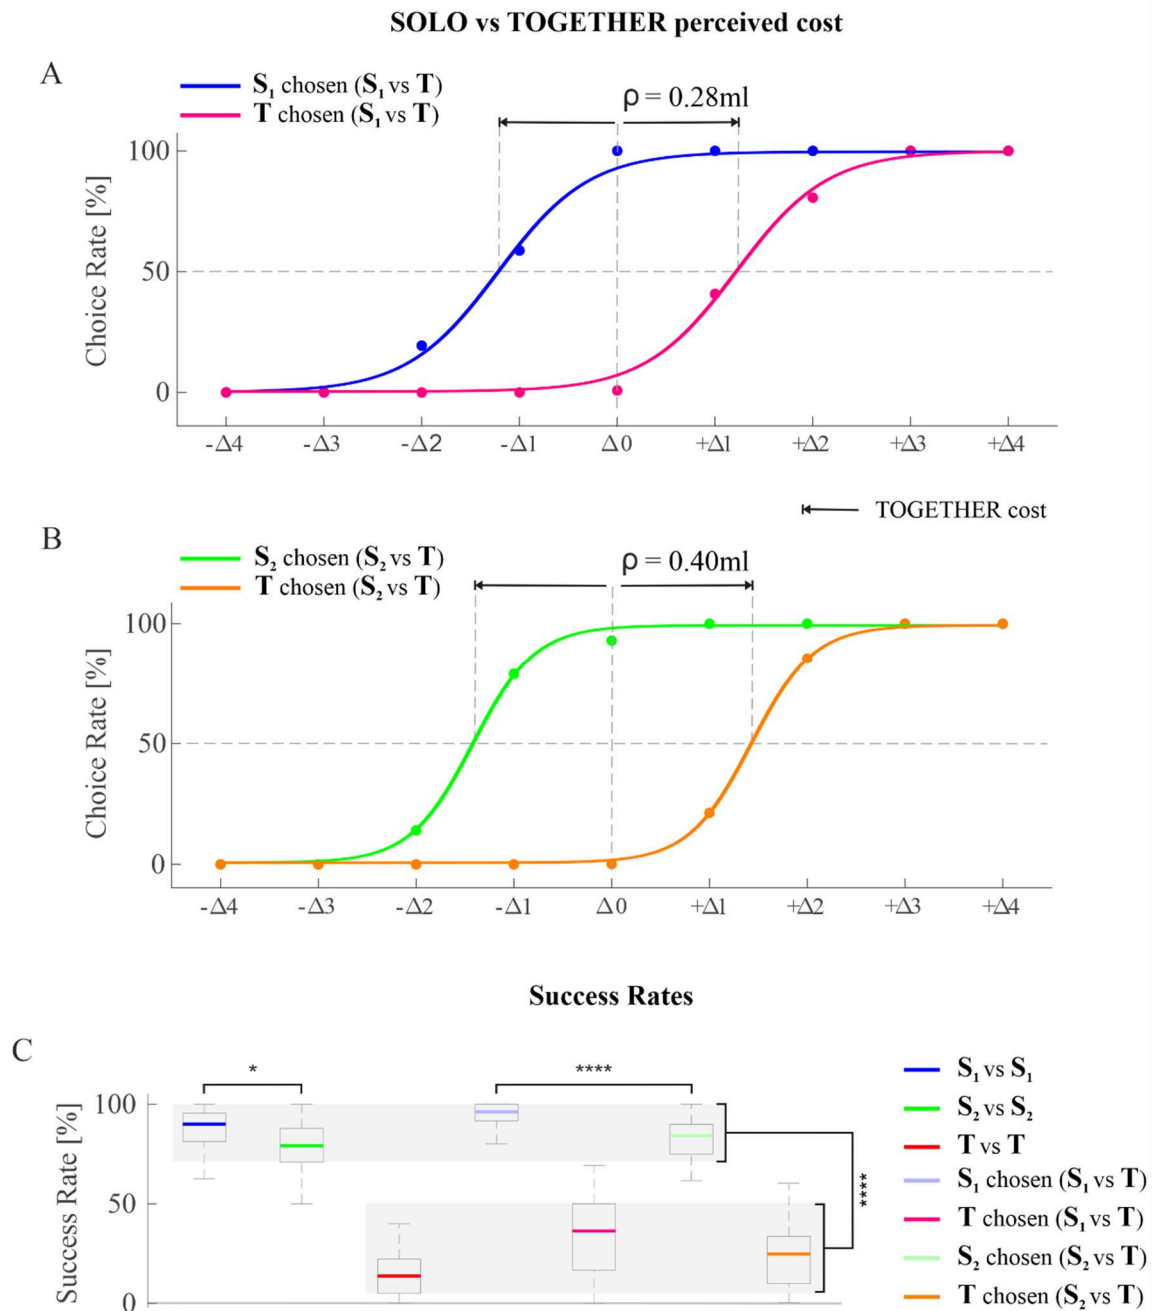 SOLO vs TOGETHER perceived cost
A
S₁ chosen (S₁ vs T)
T chosen (S₁ vs T)
ρ = 0.28ml
Choice Rate [%]
100
50
0
-Δ4 -Δ3 -Δ2 -Δ1 Δ0 +Δ1 +Δ2 +Δ3 +Δ4
TOGETHER cost
B
S₂ chosen (S₂ vs T)
T chosen (S₂ vs T)
ρ = 0.40ml
Choice Rate [%]
100
50
0
-Δ4 -Δ3 -Δ2 -Δ1 Δ0 +Δ1 +Δ2 +Δ3 +Δ4
Success Rates
C
* ****
Success Rate [%]
100
50
0
****
S₁ vs S₁
S₂ vs S₂
T vs T
S₁ chosen (S₁ vs T)
T chosen (S₁ vs T)
S₂ chosen (S₂ vs T)
T chosen (S₂ vs T)